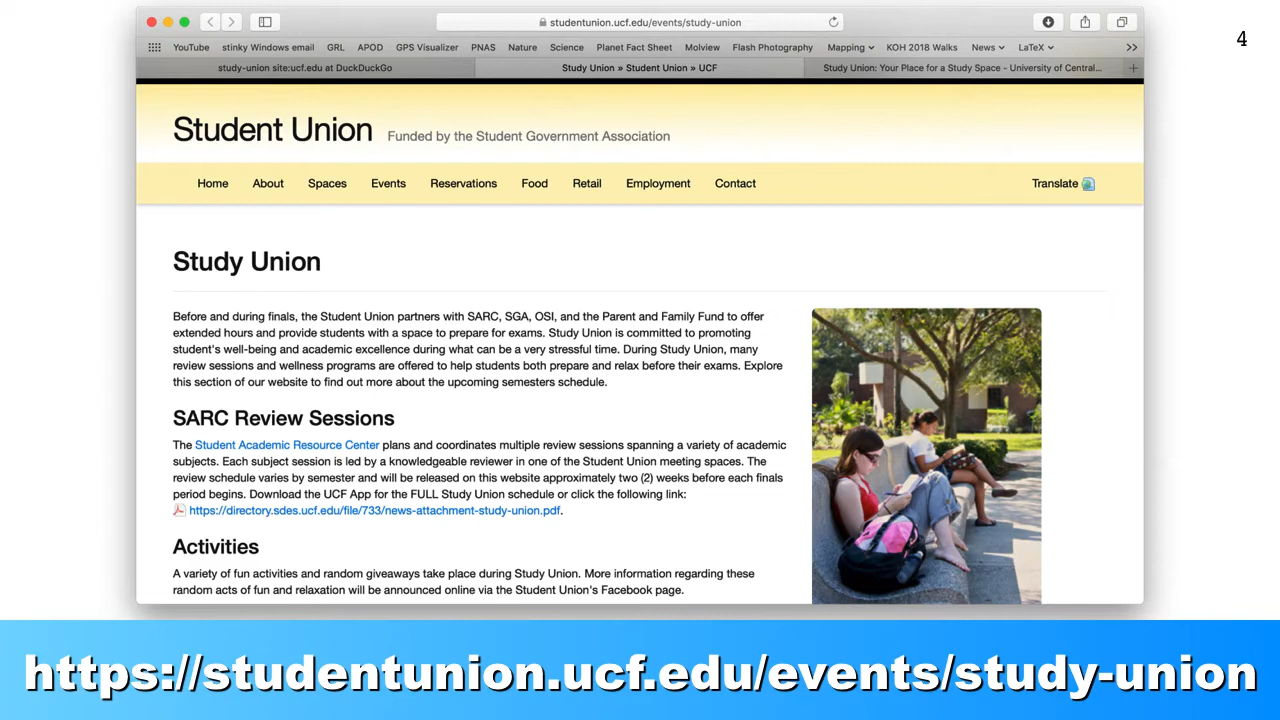 studentunion.ucf.edu/events/study-union
4
YouTube stinky Windows email GRL APOD GPS Visualizer PNAS Nature Science Planet Fact Sheet Molview Flash Photography Mapping KOH 2018 Walks News LaTeX
study-union site:ucf.edu at DuckDuckGo
Study Union » Student Union » UCF
Study Union: Your Place for a Study Space - University of Central...
Student Union Funded by the Student Government Association
Home About Spaces Events Reservations Food Retail Employment Contact Translate
Study Union
Before and during finals, the Student Union partners with SARC, SGA, OSI, and the Parent and Family Fund to offer
extended hours and provide students with a space to prepare for exams. Study Union is committed to promoting
student's well-being and academic excellence during what can be a very stressful time. During Study Union, many
review sessions and wellness programs are offered to help students both prepare and relax before their exams. Explore
this section of our website to find out more about the upcoming semesters schedule.
SARC Review Sessions
The Student Academic Resource Center plans and coordinates multiple review sessions spanning a variety of academic
subjects. Each subject session is led by a knowledgeable reviewer in one of the Student Union meeting spaces. The
review schedule varies by semester and will be released on this website approximately two (2) weeks before each finals
period begins. Download the UCF App for the FULL Study Union schedule or click the following link:
https://directory.sdes.ucf.edu/file/733/news-attachment-study-union.pdf.
Activities
A variety of fun activities and random giveaways take place during Study Union. More information regarding these
random acts of fun and relaxation will be announced online via the Student Union's Facebook page.
https://studentunion.ucf.edu/events/study-union